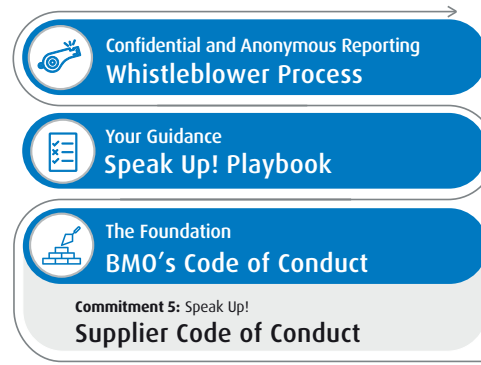 Confidential and Anonymous Reporting
Whistleblower Process
Your Guidance
Speak Up! Playbook
The Foundation
BMO’s Code of Conduct
Commitment 5: Speak Up!
Supplier Code of Conduct